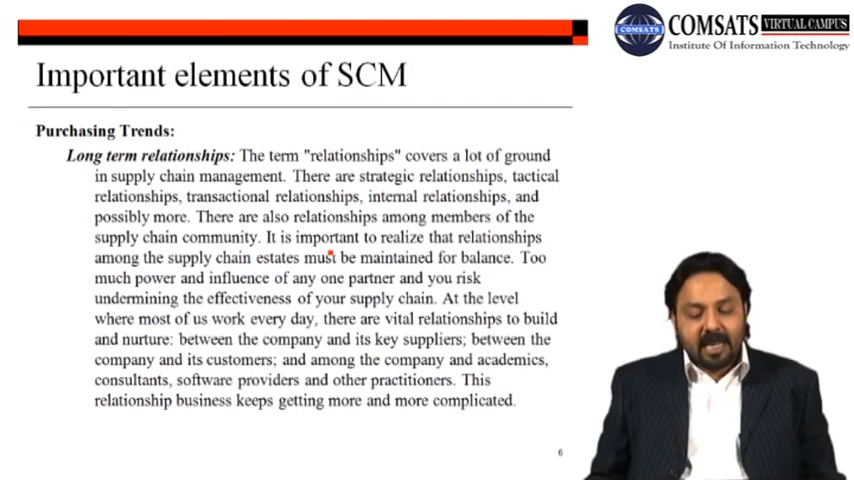 COMSATS VIRTUAL CAMPUS
COMSATS
Institute Of Information Technology
Important elements of SCM
Purchasing Trends:
Long term relationships: The term "relationships" covers a lot of ground
in supply chain management. There are strategic relationships, tactical
relationships, transactional relationships, internal relationships, and
possibly more. There are also relationships among members of the
supply chain community. It is important to realize that relationships
among the supply chain estates must be maintained for balance. Too
much power and influence of any one partner and you risk
undermining the effectiveness of your supply chain. At the level
where most of us work every day, there are vital relationships to build
and nurture: between the company and its key suppliers; between the
company and its customers; and among the company and academics,
consultants, software providers and other practitioners. This
relationship business keeps getting more and more complicated.
6